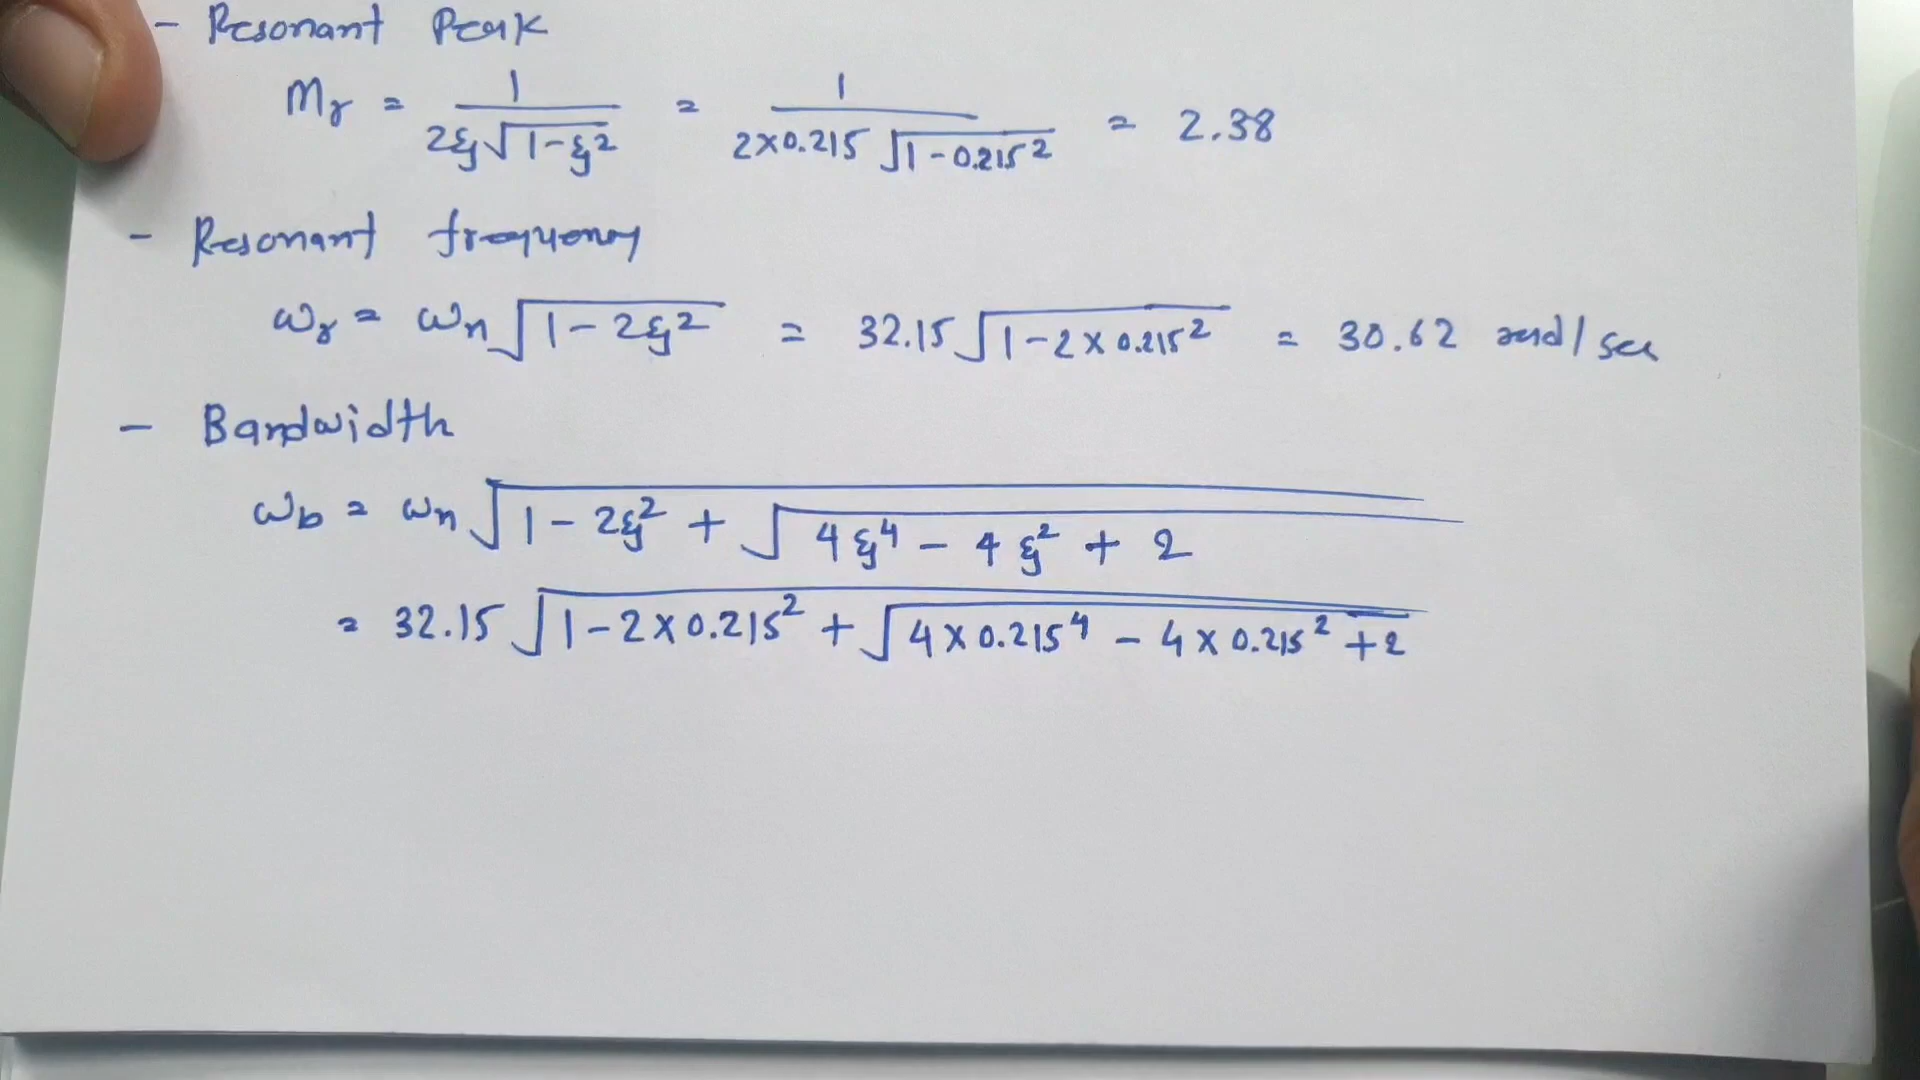 - Resonant Peak
Mr = 1 / (2ξ√(1-ξ²)) = 1 / (2×0.215 √(1-0.215²)) = 2.38
- Resonant frequency
ωr = ωn √(1-2ξ²) = 32.15 √(1-2×0.215²) = 30.62 rad/sec
- Bandwidth
ωb = ωn √(1-2ξ² + √(4ξ⁴ - 4ξ² + 2))
= 32.15 √(1-2×0.215² + √(4×0.215⁴ - 4×0.215² +2))